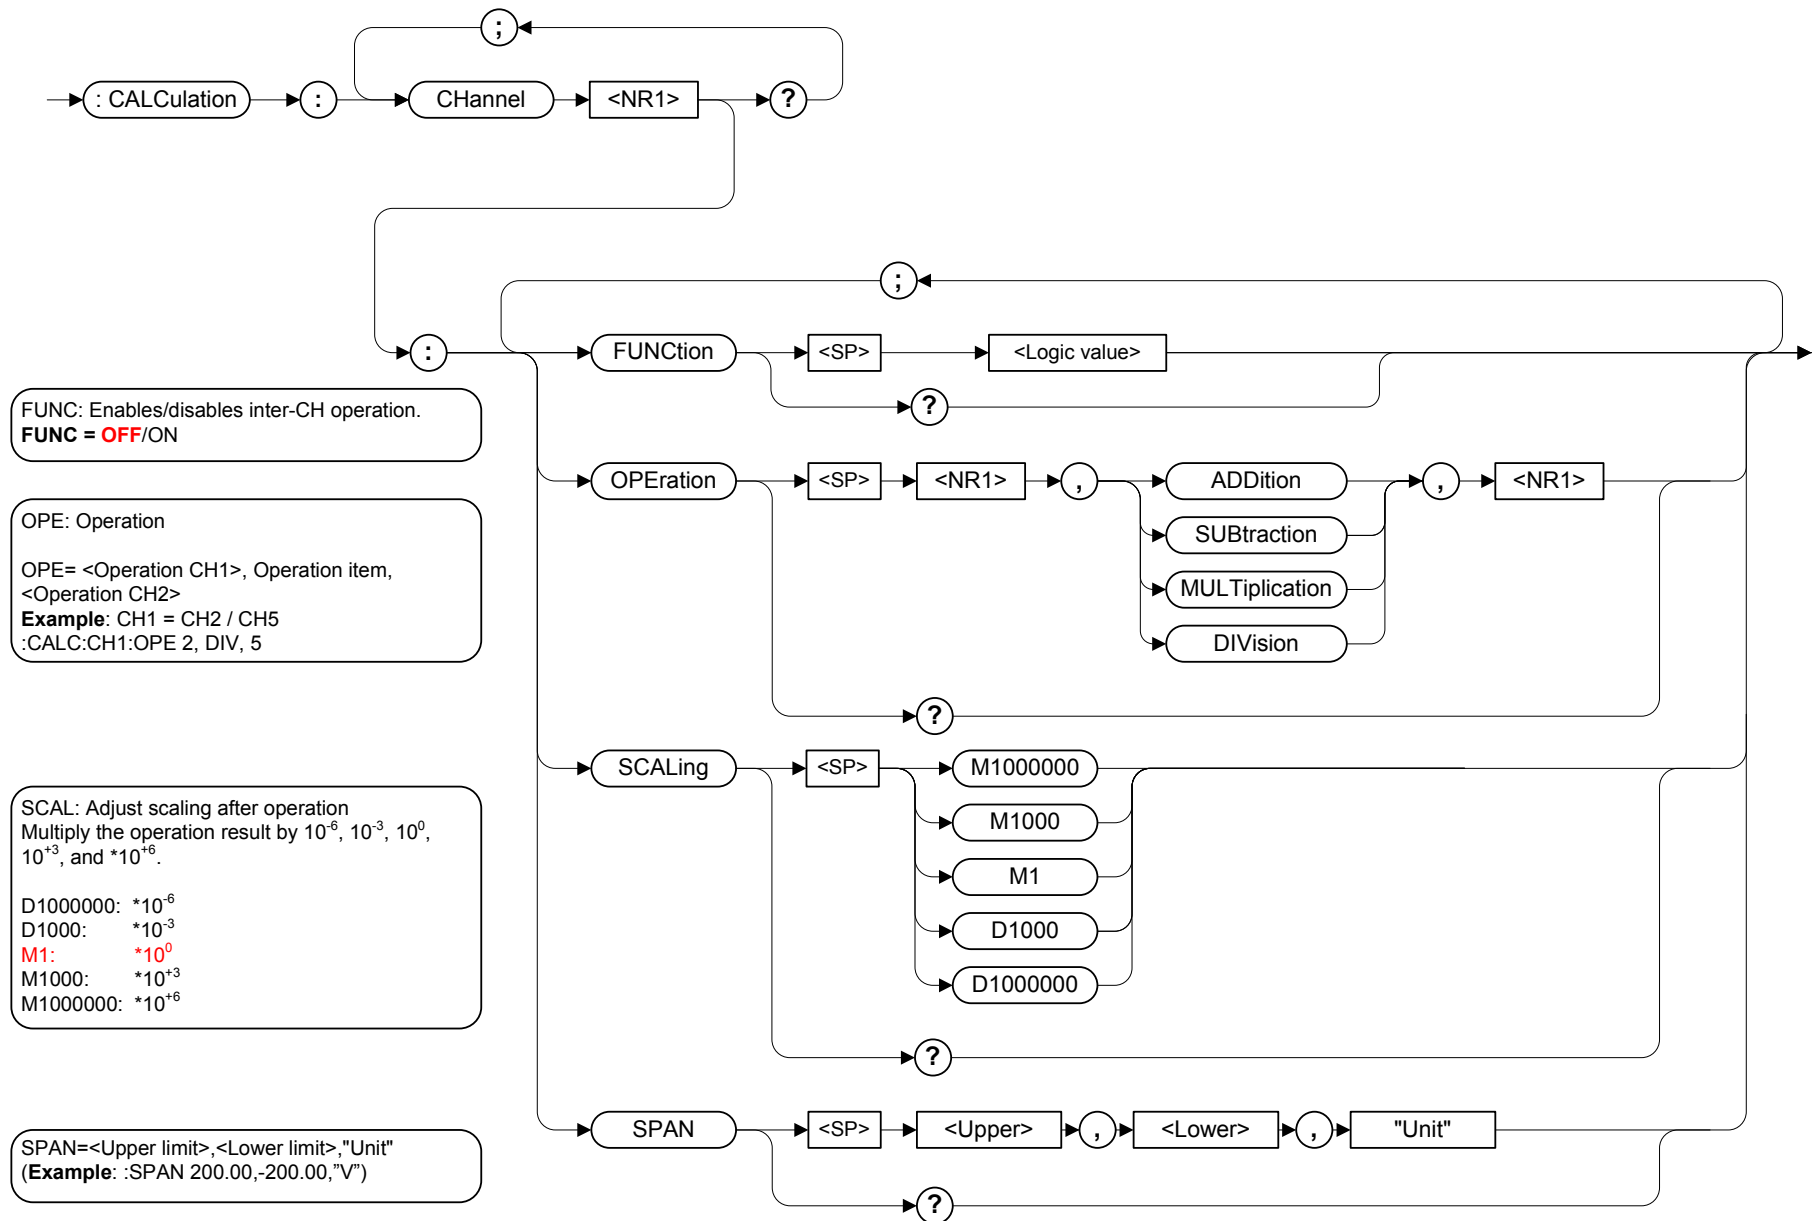 ;
: CALCulation : CHannel <NR1> ?
;
: FUNCtion <SP> <Logic value>
?
FUNC: Enables/disables inter-CH operation.
FUNC = OFF/ON
OPEration <SP> <NR1> , ADDition , <NR1>
SUBtraction
MULTiplication
DIVision
?
OPE: Operation
OPE= <Operation CH1>, Operation item,
<Operation CH2>
Example: CH1 = CH2 / CH5
:CALC:CH1:OPE 2, DIV, 5
SCALing <SP> M1000000
M1000
M1
D1000
D1000000
?
SCAL: Adjust scaling after operation
Multiply the operation result by 10⁻⁶, 10⁻³, 10⁰,
10⁺³, and *10⁺⁶.
D1000000: *10⁻⁶
D1000: *10⁻³
M1: *10⁰
M1000: *10⁺³
M1000000: *10⁺⁶
SPAN <SP> <Upper> , <Lower> , "Unit"
?
SPAN=<Upper limit>,<Lower limit>,"Unit"
(Example: :SPAN 200.00,-200.00,”V”)